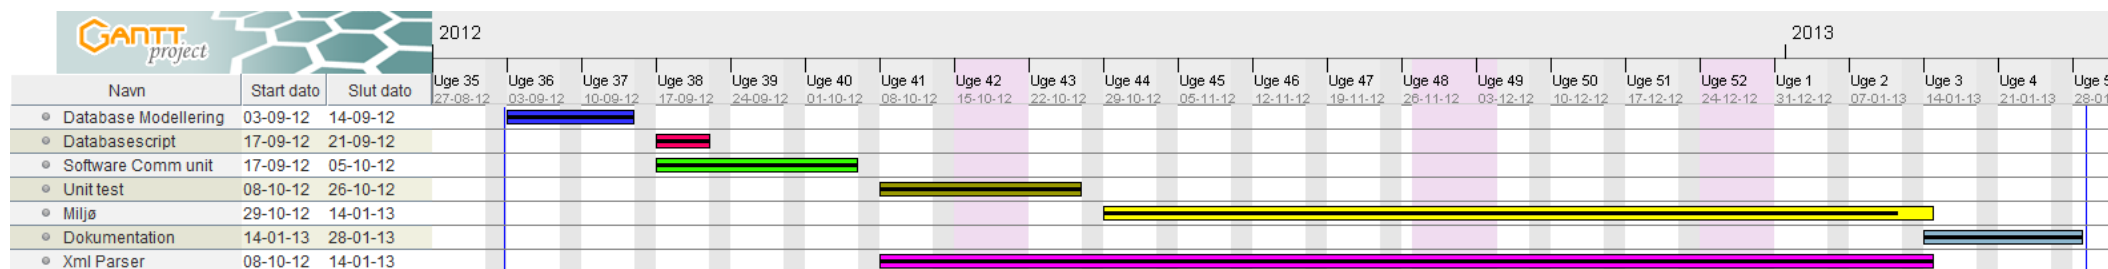 GANTT project
2012 2013
Uge 35 Uge 36 Uge 37 Uge 38 Uge 39 Uge 40 Uge 41 Uge 42 Uge 43 Uge 44 Uge 45 Uge 46 Uge 47 Uge 48 Uge 49 Uge 50 Uge 51 Uge 52 Uge 1 Uge 2 Uge 3 Uge 4 Uge 5
Navn Start dato Slut dato 27-08-12 03-09-12 10-09-12 17-09-12 24-09-12 01-10-12 08-10-12 15-10-12 22-10-12 29-10-12 05-11-12 12-11-12 19-11-12 26-11-12 03-12-12 10-12-12 17-12-12 24-12-12 31-12-12 07-01-13 14-01-13 21-01-13 28-01
Database Modellering 03-09-12 14-09-12
Databasescript 17-09-12 21-09-12
Software Comm unit 17-09-12 05-10-12
Unit test 08-10-12 26-10-12
Miljø 29-10-12 14-01-13
Dokumentation 14-01-13 28-01-13
Xml Parser 08-10-12 14-01-13